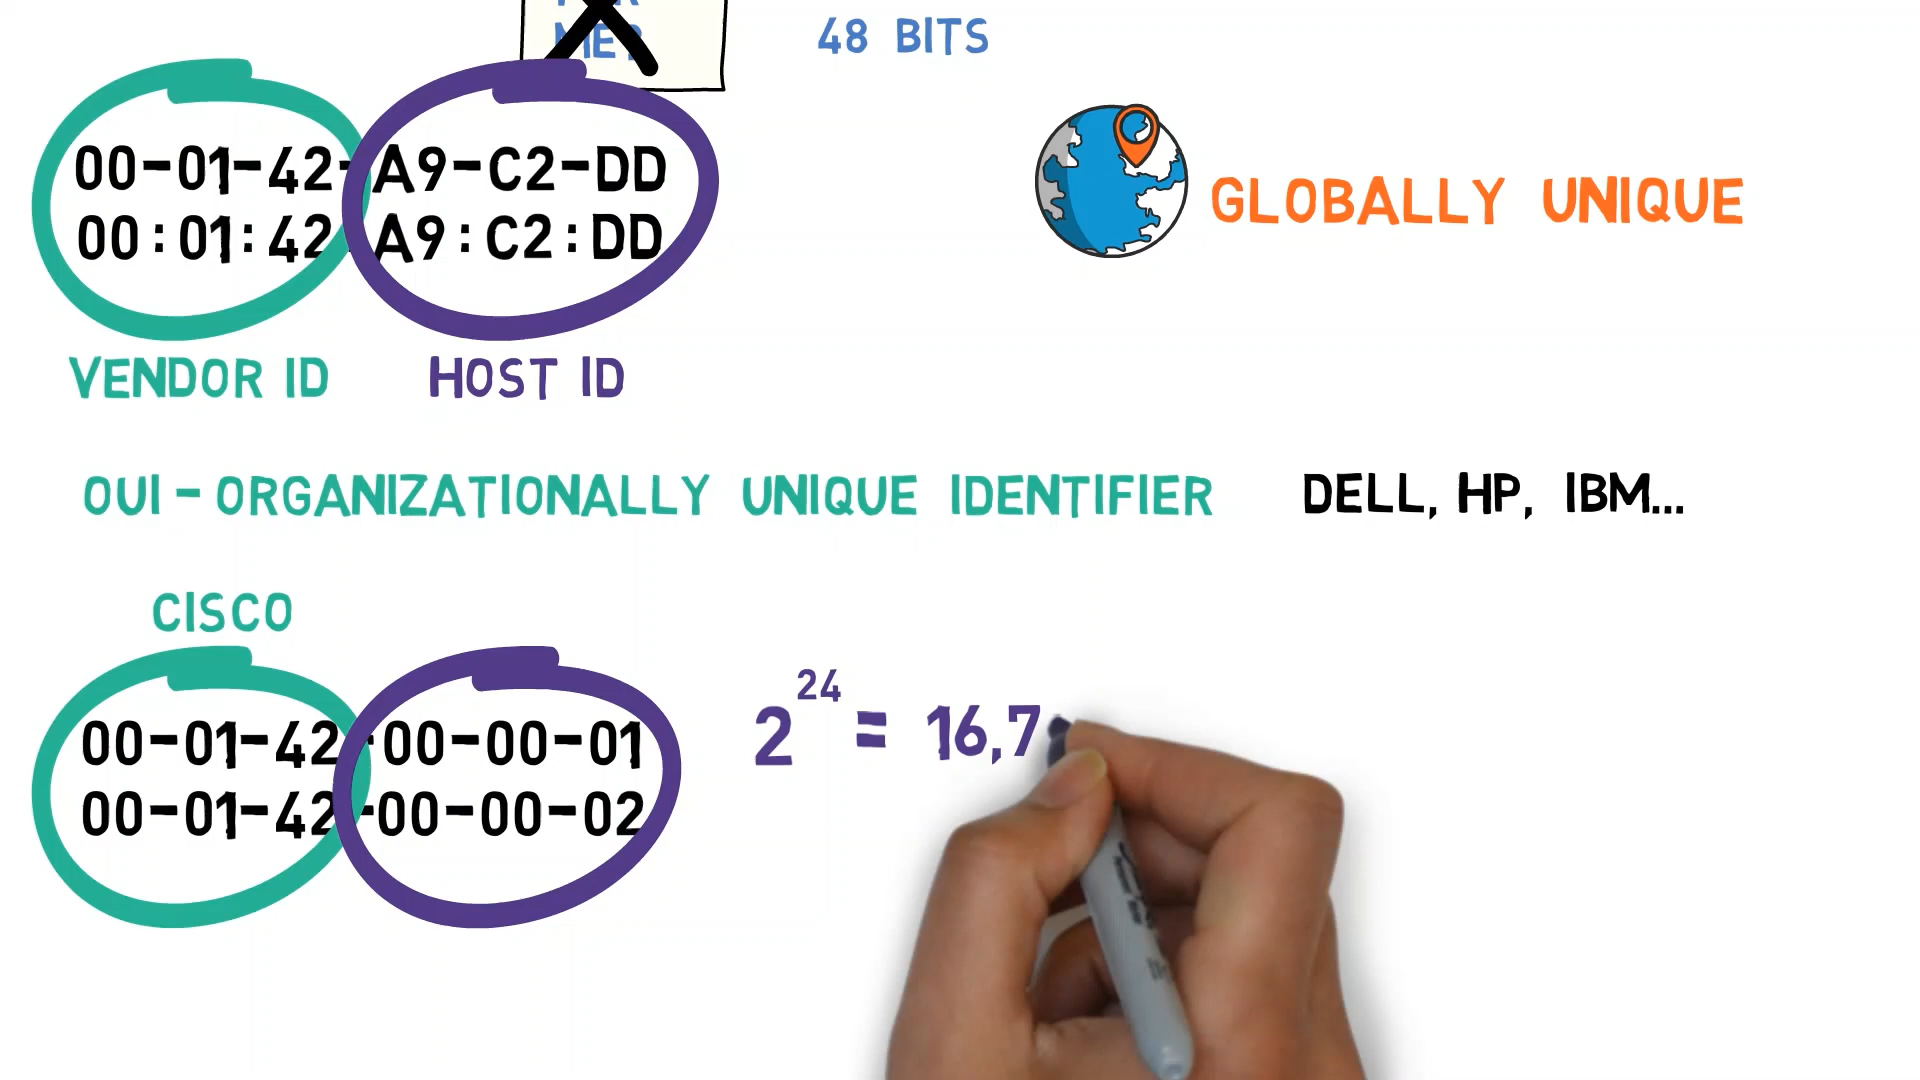 ME?
48 BITS
00-01-42-A9-C2-DD
00:01:42:A9:C2:DD
GLOBALLY UNIQUE
VENDOR ID
HOST ID
OUI - ORGANIZATIONALLY UNIQUE IDENTIFIER
DELL, HP, IBM...
CISCO
00-01-42-00-00-01
00-01-42-00-00-02
2²⁴ = 16,7